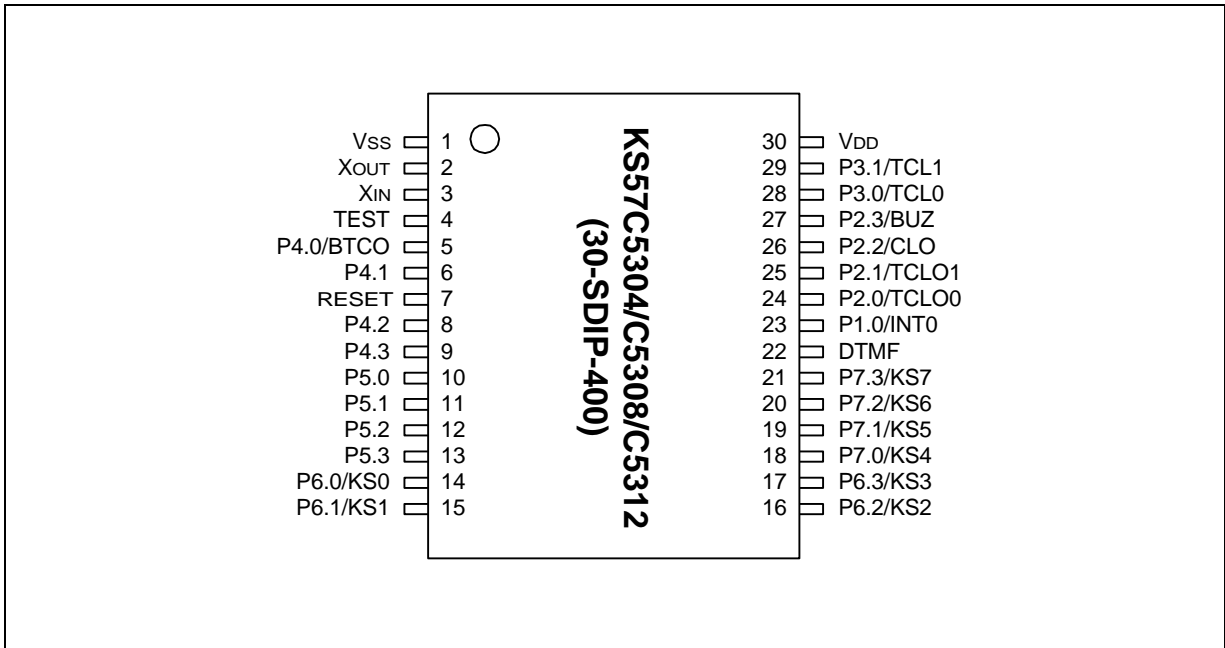 VSS 1
XOUT 2
XIN 3
TEST 4
P4.0/BTCO 5
P4.1 6
RESET 7
P4.2 8
P4.3 9
P5.0 10
P5.1 11
P5.2 12
P5.3 13
P6.0/KS0 14
P6.1/KS1 15
KS57C5304/C5308/C5312
(30-SDIP-400)
30 VDD
29 P3.1/TCL1
28 P3.0/TCL0
27 P2.3/BUZ
26 P2.2/CLO
25 P2.1/TCLO1
24 P2.0/TCLO0
23 P1.0/INT0
22 DTMF
21 P7.3/KS7
20 P7.2/KS6
19 P7.1/KS5
18 P7.0/KS4
17 P6.3/KS3
16 P6.2/KS2